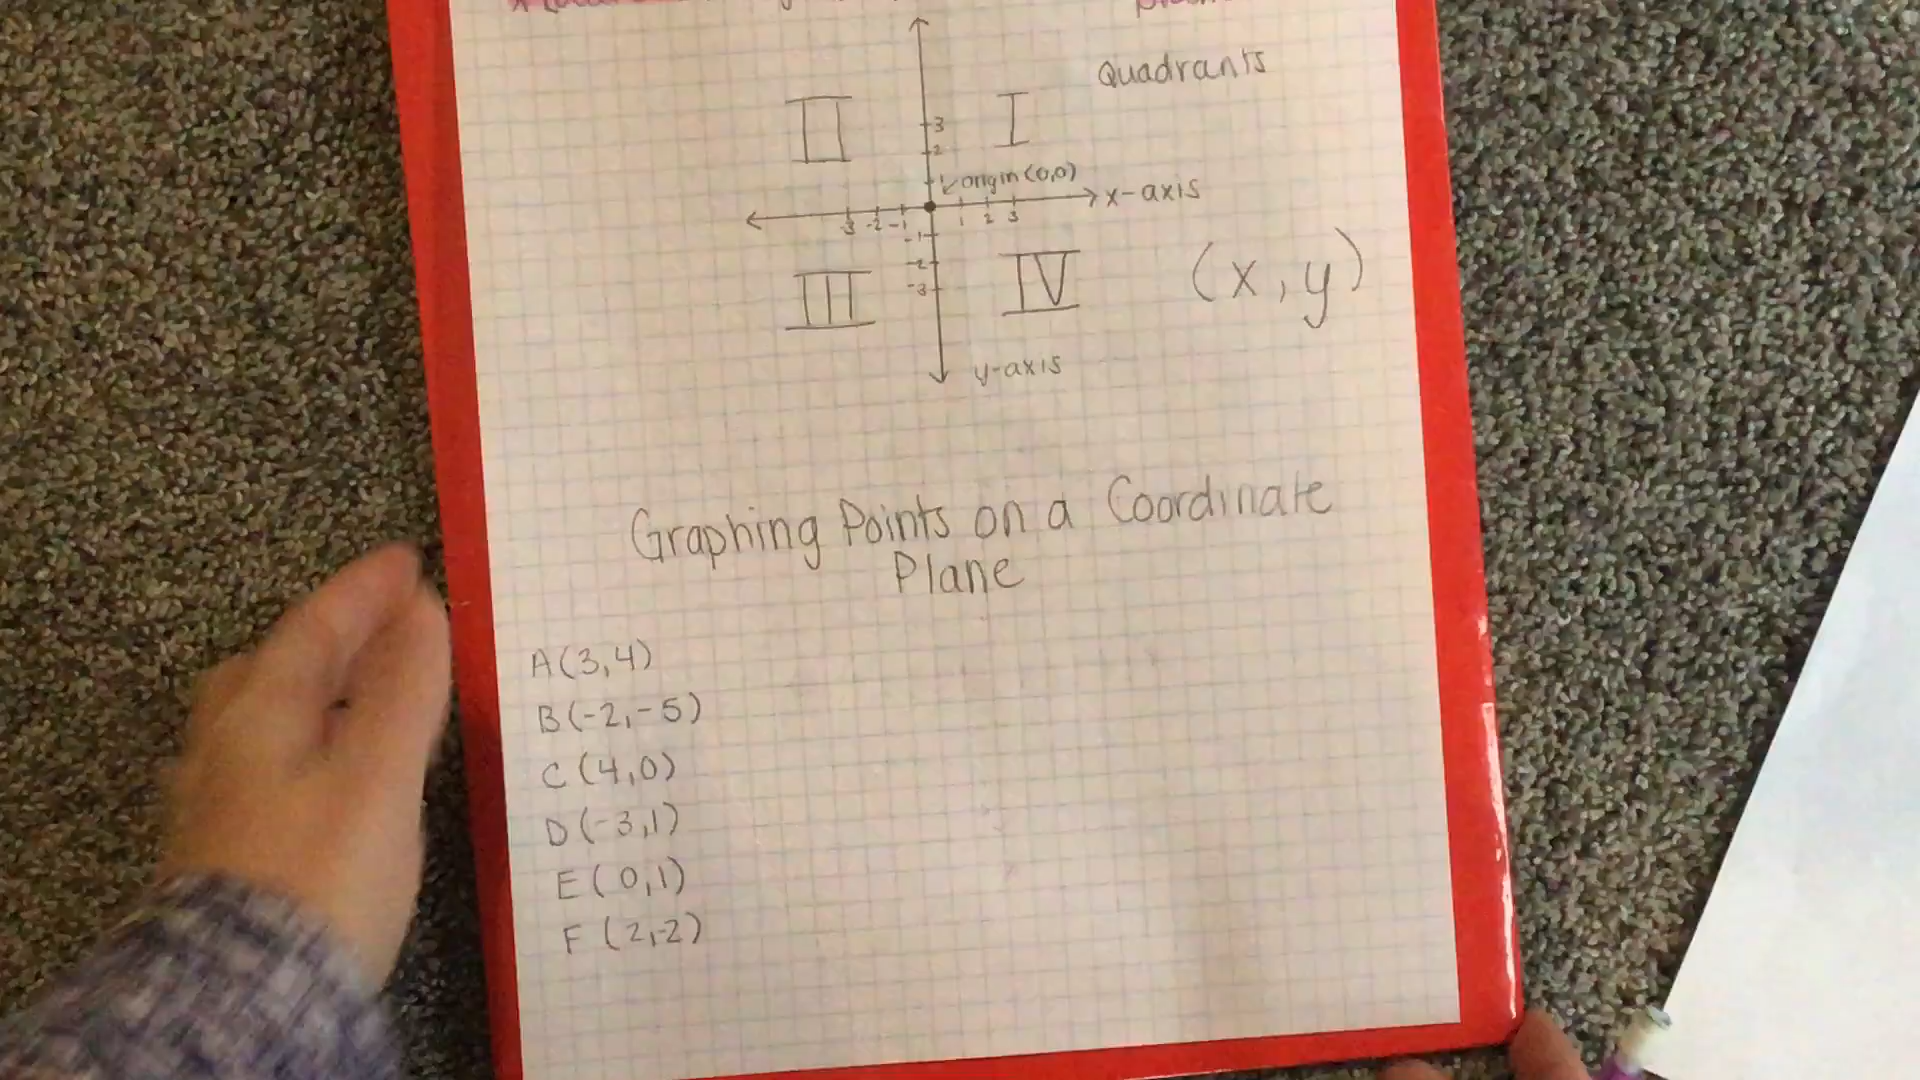 Quadrants
II I
3
2
1
origin (0,0)
x-axis
-3 -2 -1 1 2 3
-1
-2
-3
III IV
(x, y)
y-axis
Graphing Points on a Coordinate
Plane
A(3,4)
B(-2,-5)
C(4,0)
D(-3,1)
E(0,1)
F(2,-2)